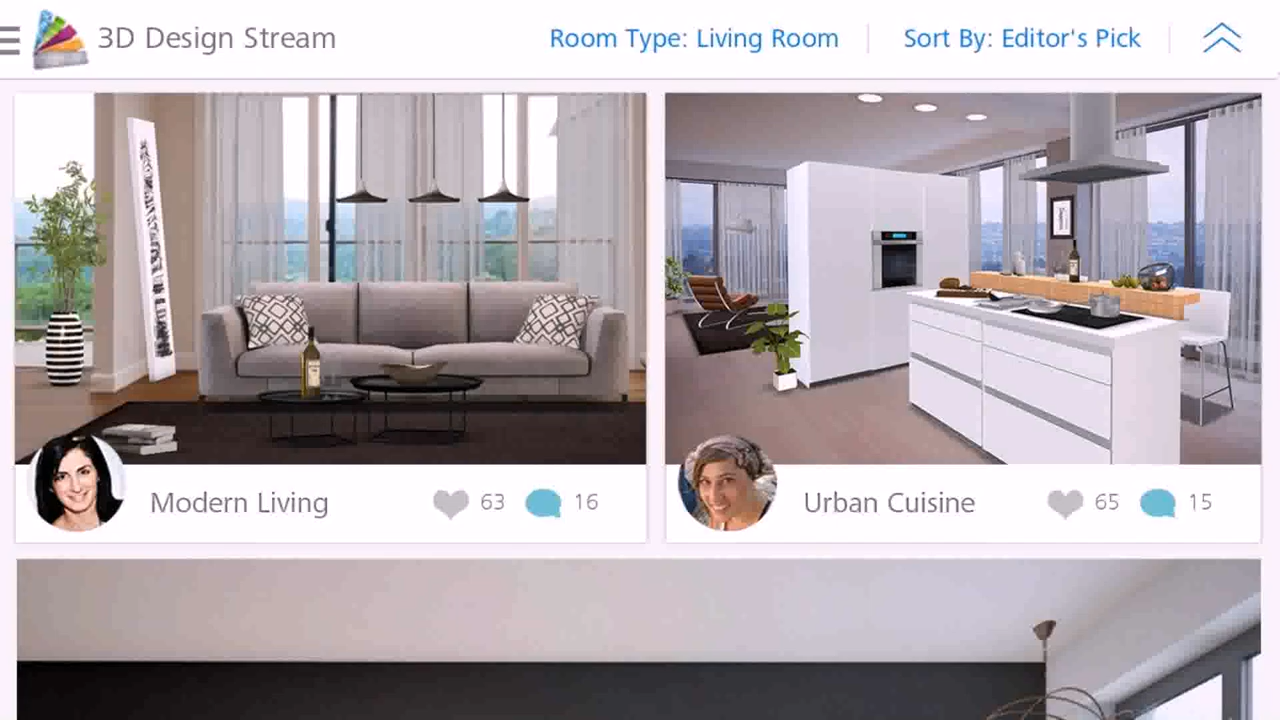 3D Design Stream
Room Type: Living Room
Sort By: Editor's Pick
Modern Living
63
16
Urban Cuisine
65
15